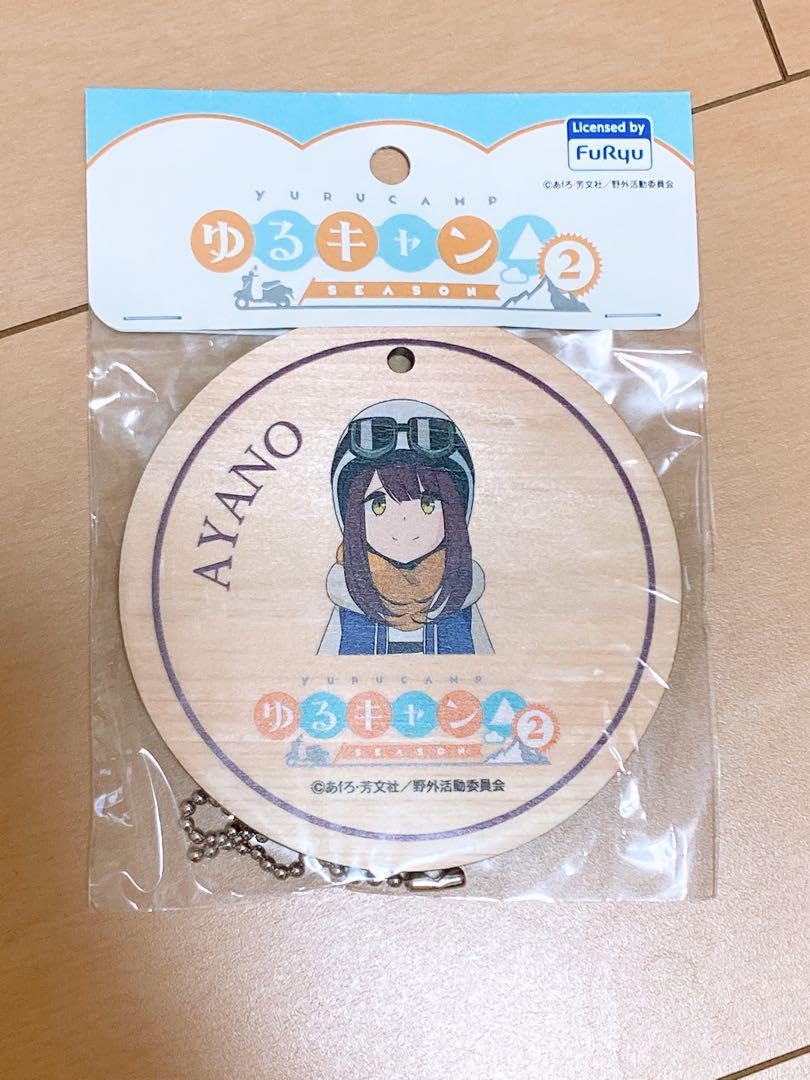 Licensed by
FuRyu
©あfろ・芳文社／野外活動委員会
YURUCAMP
ゆるキャン△
2
SEASON
AYANO
YURUCAMP
ゆるキャン△
2
SEASON
©あfろ・芳文社／野外活動委員会